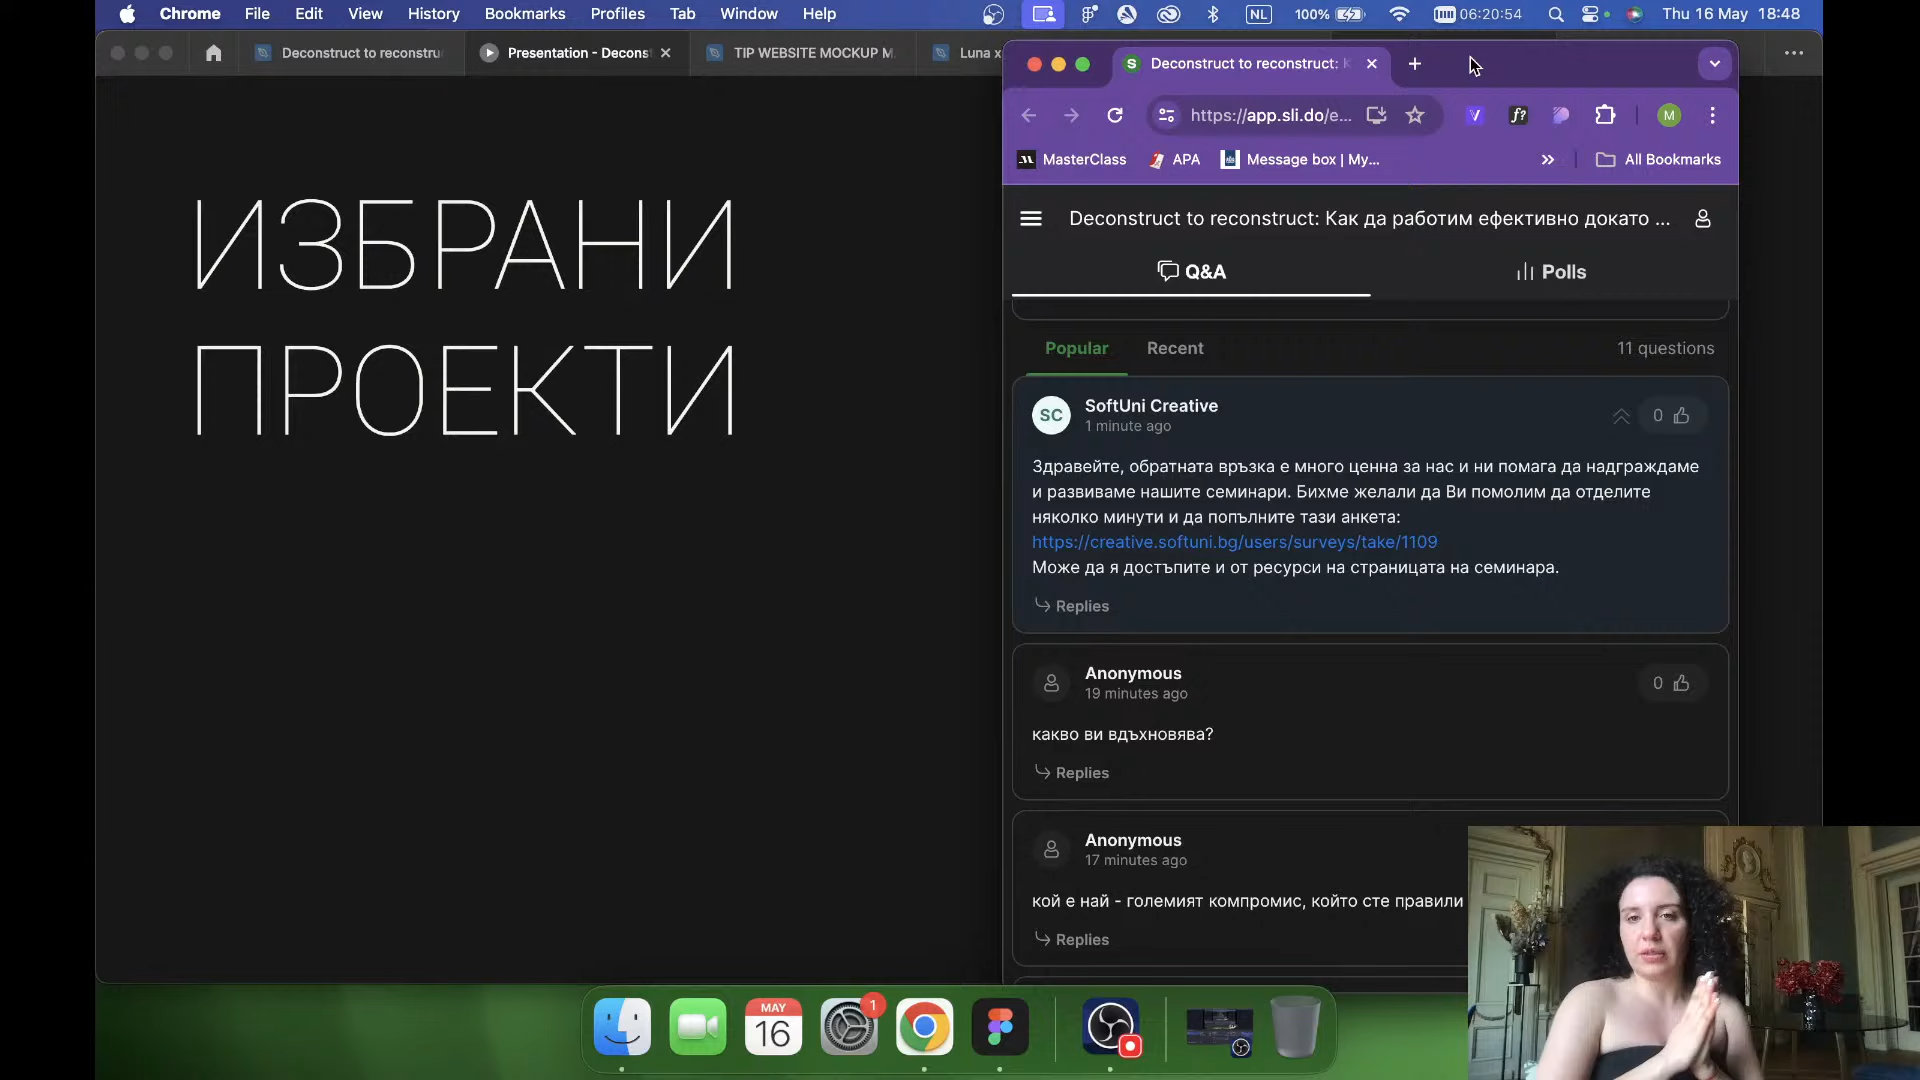 Chrome File Edit View History Bookmarks Profiles Tab Window Help NL 100% 06:20:54 Thu 16 May 18:48
Deconstruct to reconstru
Presentation - Decons
TIP WEBSITE MOCKUP M
Luna x
Deconstruct to reconstruct:
https://app.sli.do/e...
M
MasterClass APA Message box | My... » All Bookmarks
Deconstruct to reconstruct: Как да работим ефективно докато ...
Q&A Polls
Popular Recent 11 questions
SC SoftUni Creative
1 minute ago
0
Здравейте, обратната връзка е много ценна за нас и ни помага да надграждаме
и развиваме нашите семинари. Бихме желали да Ви помолим да отделите
няколко минути и да попълните тази анкета:
https://creative.softuni.bg/users/surveys/take/1109
Може да я достъпите и от ресурси на страницата на семинара.
Replies
Anonymous
19 minutes ago
0
какво ви вдъхновява?
Replies
Anonymous
17 minutes ago
кой е най - големият компромис, който сте правили
Replies
ИЗБРАНИ
ПРОЕКТИ
MAY
16
1